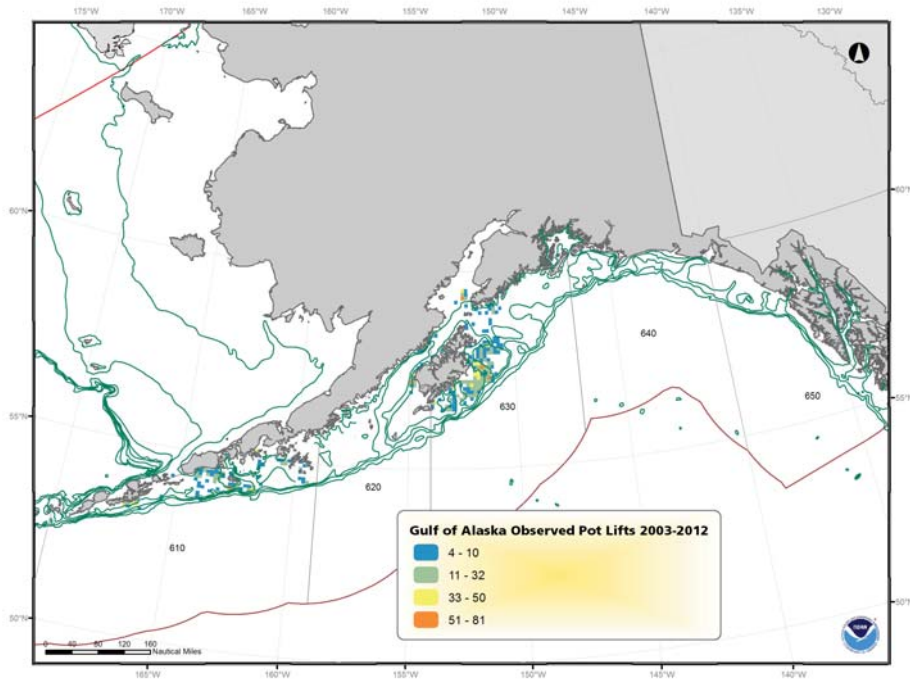 175°W 170°W 165°W 160°W 155°W 150°W 145°W 140°W 135°W 130°W
60°N 60°N
640
630
650
55°N 55°N
620
610
Gulf of Alaska Observed Pot Lifts 2003-2012
4 - 10
11 - 32
33 - 50
51 - 81
50°N 50°N
NOAA
0 40 80 120 160
Nautical Miles
165°W 160°W 155°W 150°W 145°W 140°W